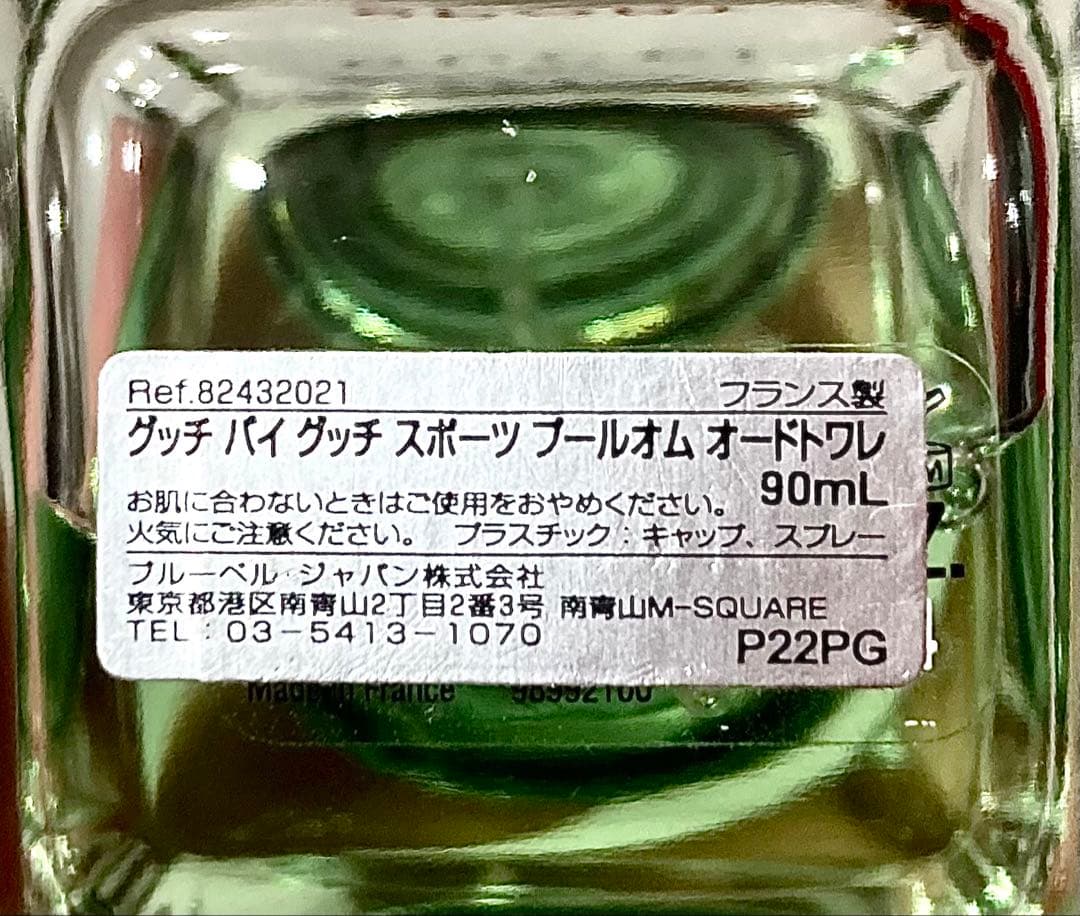 Ref.82432021 フランス製
グッチ バイ グッチ スポーツ プールオム オードトワレ
90mL
お肌に合わないときはご使用をおやめください。
火気にご注意ください。 プラスチック：キャップ、スプレー
ブルーベル・ジャパン株式会社
東京都港区南青山2丁目2番3号 南青山M-SQUARE
TEL：03-5413-1070
P22PG
Made in France 98992100